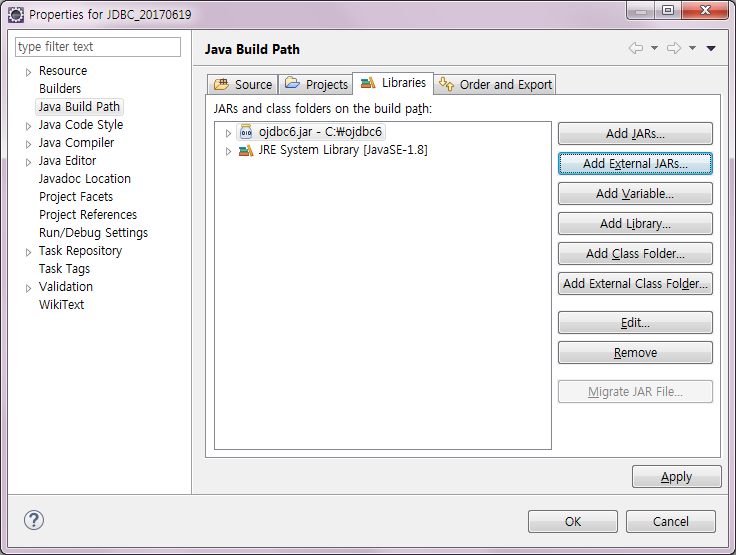 Properties for JDBC_20170619
type filter text
Resource
Builders
Java Build Path
Java Code Style
Java Compiler
Java Editor
Javadoc Location
Project Facets
Project References
Run/Debug Settings
Task Repository
Task Tags
Validation
WikiText
Java Build Path
Source
Projects
Libraries
Order and Export
JARs and class folders on the build path:
ojdbc6.jar - C:₩ojdbc6
JRE System Library [JavaSE-1.8]
Add JARs...
Add External JARs...
Add Variable...
Add Library...
Add Class Folder...
Add External Class Folder...
Edit...
Remove
Migrate JAR File...
Apply
?
OK
Cancel